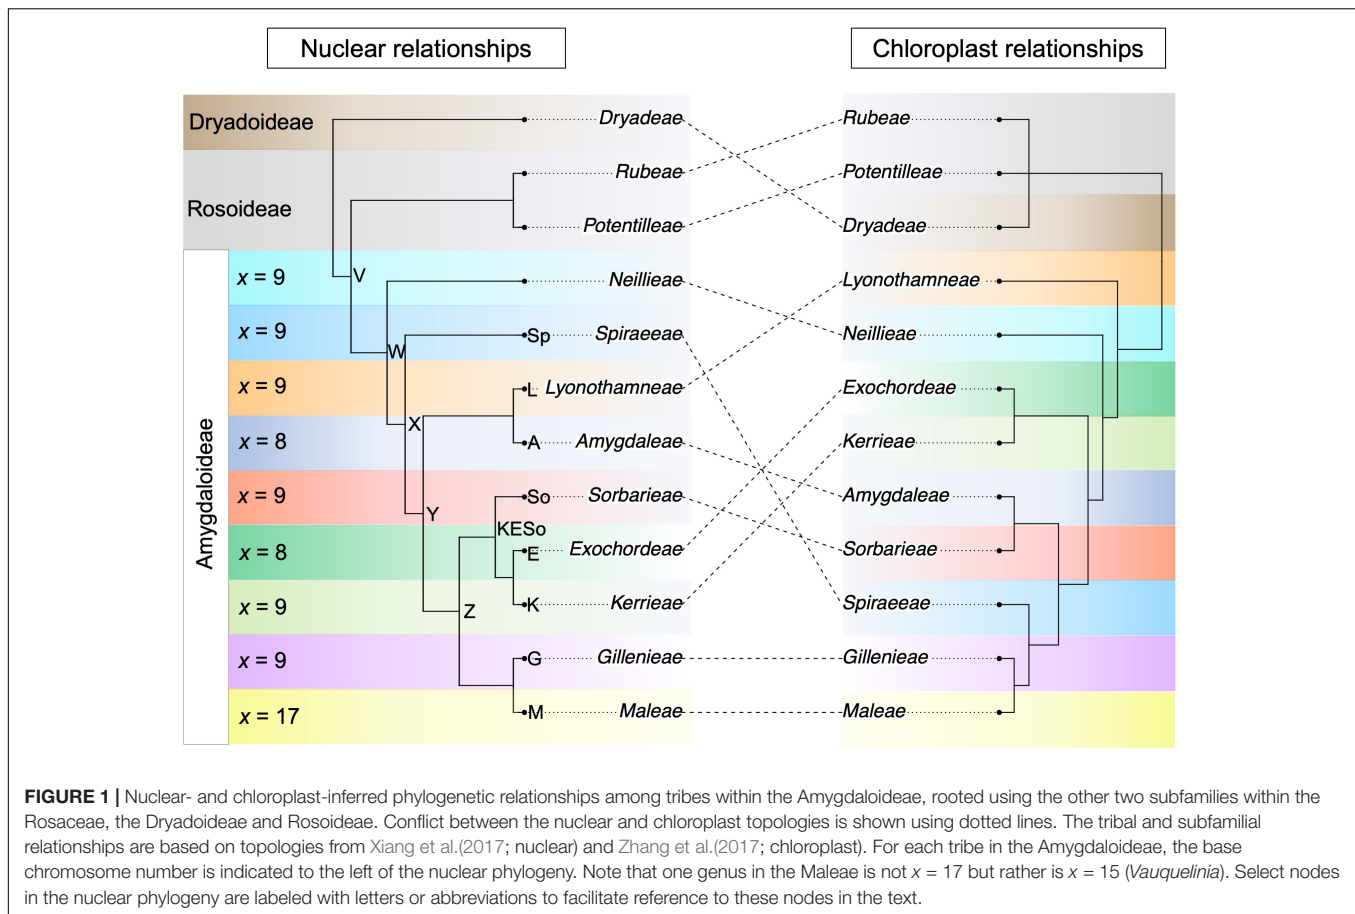 Nuclear relationships
Chloroplast relationships
Dryadoideae
Dryadeae
Rubeae
Rubeae
Potentilleae
Rosoideae
Potentilleae
Dryadeae
V
x = 9
Neillieae
Lyonothamneae
x = 9
W
Sp
Spiraeeae
Neillieae
x = 9
L
Lyonothamneae
Exochordeae
Amygdaloideae
x = 8
X
A
Amygdaleae
Kerrieae
x = 9
Y
So
Sorbarieae
Amygdaleae
KESo
x = 8
E
Exochordeae
Sorbarieae
x = 9
Z
K
Kerrieae
Spiraeeae
x = 9
G
Gillenieae
Gillenieae
x = 17
M
Maleae
Maleae
FIGURE 1 | Nuclear- and chloroplast-inferred phylogenetic relationships among tribes within the Amygdaloideae, rooted using the other two subfamilies within the
Rosaceae, the Dryadoideae and Rosoideae. Conflict between the nuclear and chloroplast topologies is shown using dotted lines. The tribal and subfamilial
relationships are based on topologies from Xiang et al.(2017; nuclear) and Zhang et al.(2017; chloroplast). For each tribe in the Amygdaloideae, the base
chromosome number is indicated to the left of the nuclear phylogeny. Note that one genus in the Maleae is not x = 17 but rather is x = 15 (Vauquelinia). Select nodes
in the nuclear phylogeny are labeled with letters or abbreviations to facilitate reference to these nodes in the text.